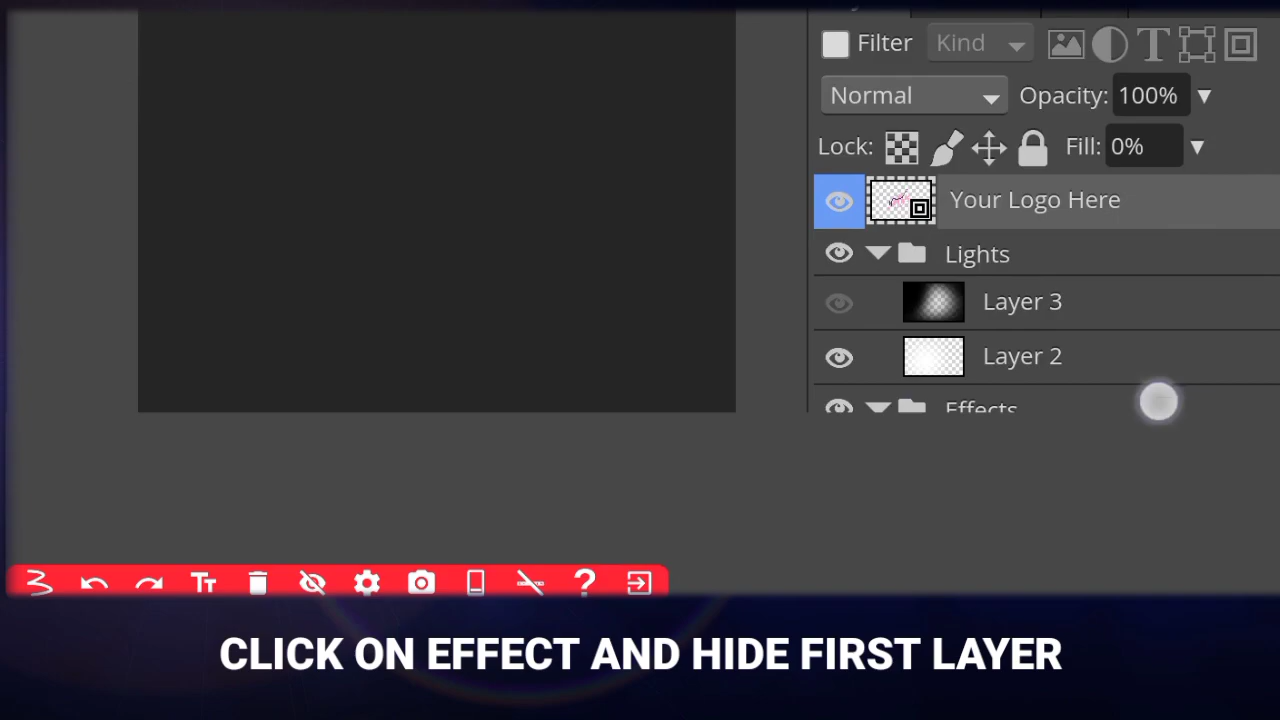 Filter Kind
Normal Opacity: 100%
Lock: Fill: 0%
Your Logo Here
Lights
Layer 3
Layer 2
Effects
CLICK ON EFFECT AND HIDE FIRST LAYER